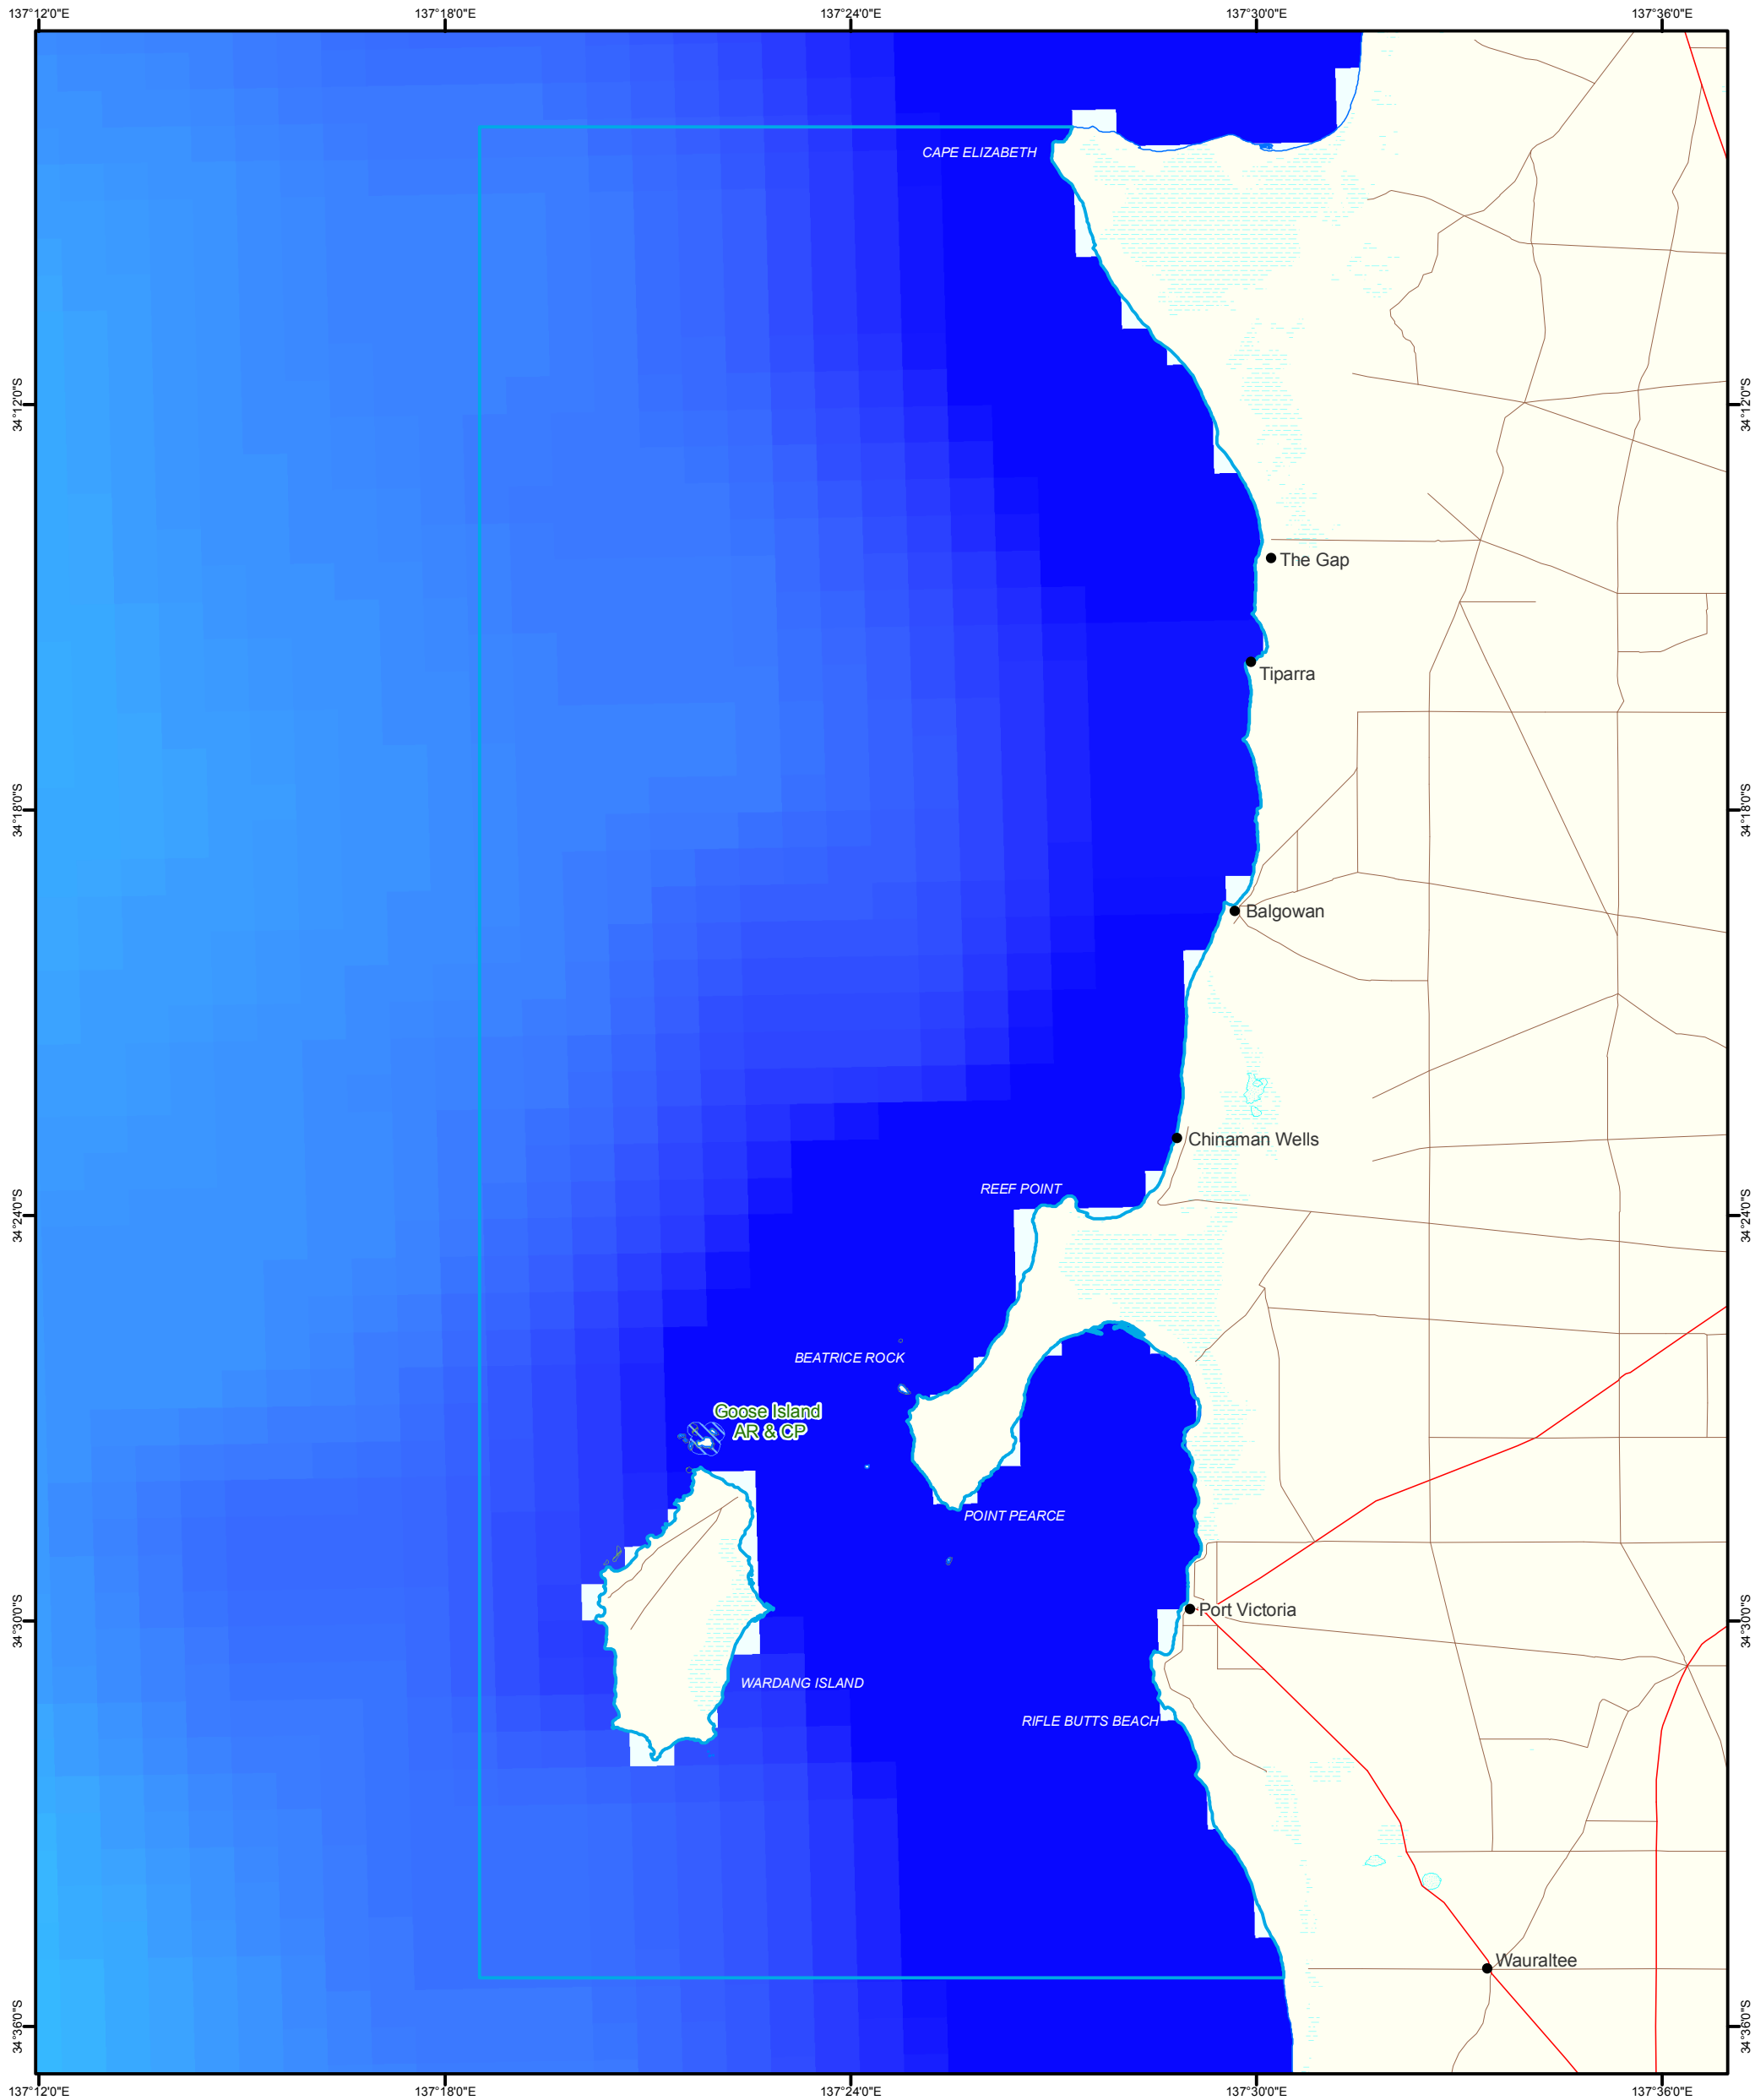 137°12'0"E
137°18'0"E
137°24'0"E
137°30'0"E
137°36'0"E
CAPE ELIZABETH
34°12'0"S
34°12'0"S
The Gap
Tiparra
34°18'0"S
34°18'0"S
Balgowan
Chinaman Wells
REEF POINT
34°24'0"S
34°24'0"S
BEATRICE ROCK
Goose Island
AR & CP
POINT PEARCE
Port Victoria
34°30'0"S
34°30'0"S
WARDANG ISLAND
RIFLE BUTTS BEACH
Wauraltee
34°36'0"S
34°36'0"S
137°12'0"E
137°18'0"E
137°24'0"E
137°30'0"E
137°36'0"E